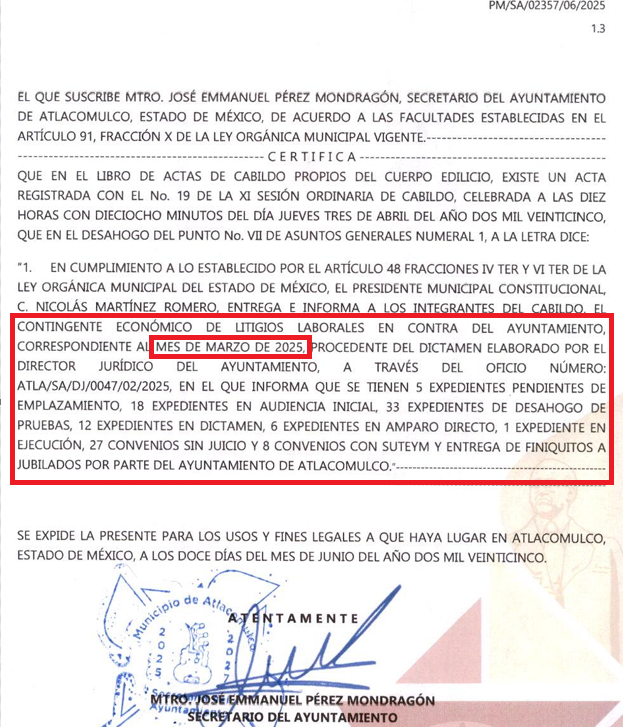 PM/SA/02357/06/2025
1.3
EL QUE SUSCRIBE MTRO. JOSÉ EMMANUEL PÉREZ MONDRAGÓN, SECRETARIO DEL AYUNTAMIENTO
DE ATLACOMULCO, ESTADO DE MÉXICO, DE ACUERDO A LAS FACULTADES ESTABLECIDAS EN EL
ARTÍCULO 91, FRACCIÓN X DE LA LEY ORGÁNICA MUNICIPAL VIGENTE.-----------------------------------
------------------------------------------------ C E R T I F I C A ------------------------------------------------
QUE EN EL LIBRO DE ACTAS DE CABILDO PROPIOS DEL CUERPO EDILICIO, EXISTE UN ACTA
REGISTRADA CON EL No. 19 DE LA XI SESIÓN ORDINARIA DE CABILDO, CELEBRADA A LAS DIEZ
HORAS CON DIECIOCHO MINUTOS DEL DÍA JUEVES TRES DE ABRIL DEL AÑO DOS MIL VEINTICINCO,
QUE EN EL DESAHOGO DEL PUNTO No. VII DE ASUNTOS GENERALES NUMERAL 1, A LA LETRA DICE:
"1. EN CUMPLIMIENTO A LO ESTABLECIDO POR EL ARTÍCULO 48 FRACCIONES IV TER Y VI TER DE LA
LEY ORGÁNICA MUNICIPAL DEL ESTADO DE MÉXICO, EL PRESIDENTE MUNICIPAL CONSTITUCIONAL,
C. NICOLÁS MARTÍNEZ ROMERO, ENTREGA E INFORMA A LOS INTEGRANTES DEL CABILDO, EL
CONTINGENTE ECONÓMICO DE LITIGIOS LABORALES EN CONTRA DEL AYUNTAMIENTO,
CORRESPONDIENTE AL MES DE MARZO DE 2025, PROCEDENTE DEL DICTAMEN ELABORADO POR EL
DIRECTOR JURÍDICO DEL AYUNTAMIENTO, A TRAVÉS DEL OFICIO NÚMERO:
ATLA/SA/DJ/0047/02/2025, EN EL QUE INFORMA QUE SE TIENEN 5 EXPEDIENTES PENDIENTES DE
EMPLAZAMIENTO, 18 EXPEDIENTES EN AUDIENCIA INICIAL, 33 EXPEDIENTES DE DESAHOGO DE
PRUEBAS, 12 EXPEDIENTES EN DICTAMEN, 6 EXPEDIENTES EN AMPARO DIRECTO, 1 EXPEDIENTE EN
EJECUCIÓN, 27 CONVENIOS SIN JUICIO Y 8 CONVENIOS CON SUTEYM Y ENTREGA DE FINIQUITOS A
JUBILADOS POR PARTE DEL AYUNTAMIENTO DE ATLACOMULCO."-----------------------------------------
SE EXPIDE LA PRESENTE PARA LOS USOS Y FINES LEGALES A QUE HAYA LUGAR EN ATLACOMULCO,
ESTADO DE MÉXICO, A LOS DOCE DÍAS DEL MES DE JUNIO DEL AÑO DOS MIL VEINTICINCO.
A T E N T A M E N T E
Municipio de Atlacomulco
2025
2027
MTRO. JOSÉ EMMANUEL PÉREZ MONDRAGÓN
SECRETARIO DEL AYUNTAMIENTO